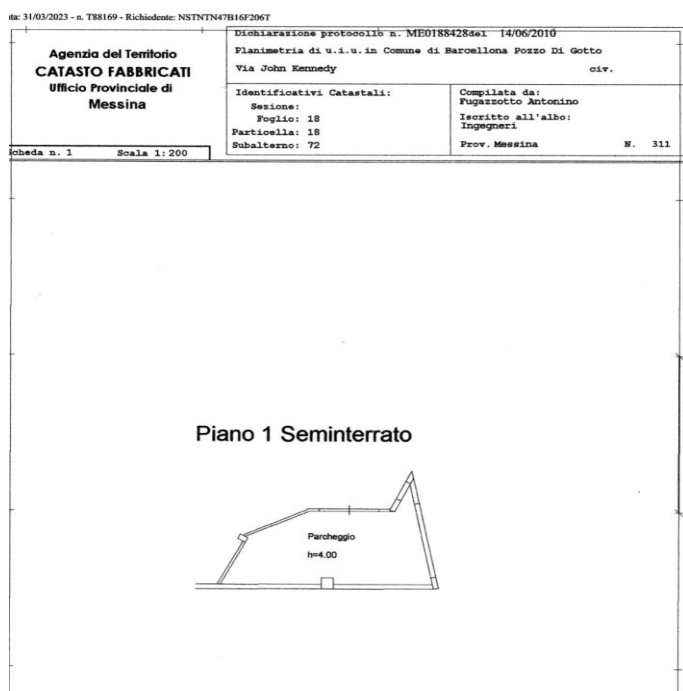 ta: 31/03/2023 - n. T88169 - Richiedente: NSTNTN47B16F206T
Agenzia del Territorio
CATASTO FABBRICATI
Ufficio Provinciale di
Messina
Dichiarazione protocollo n. ME0188428del 14/06/2010
Planimetria di u.i.u. in Comune di Barcellona Pozzo Di Gotto
Via John Kennedy civ.
Identificativi Catastali:
Sezione:
Foglio: 18
Particella: 18
Subalterno: 72
Compilata da:
Fugazzotto Antonino
Iscritto all'albo:
Ingegneri
Prov. Messina N. 311
Scheda n. 1 Scala 1:200
Piano 1 Seminterrato
Parcheggio
h=4.00